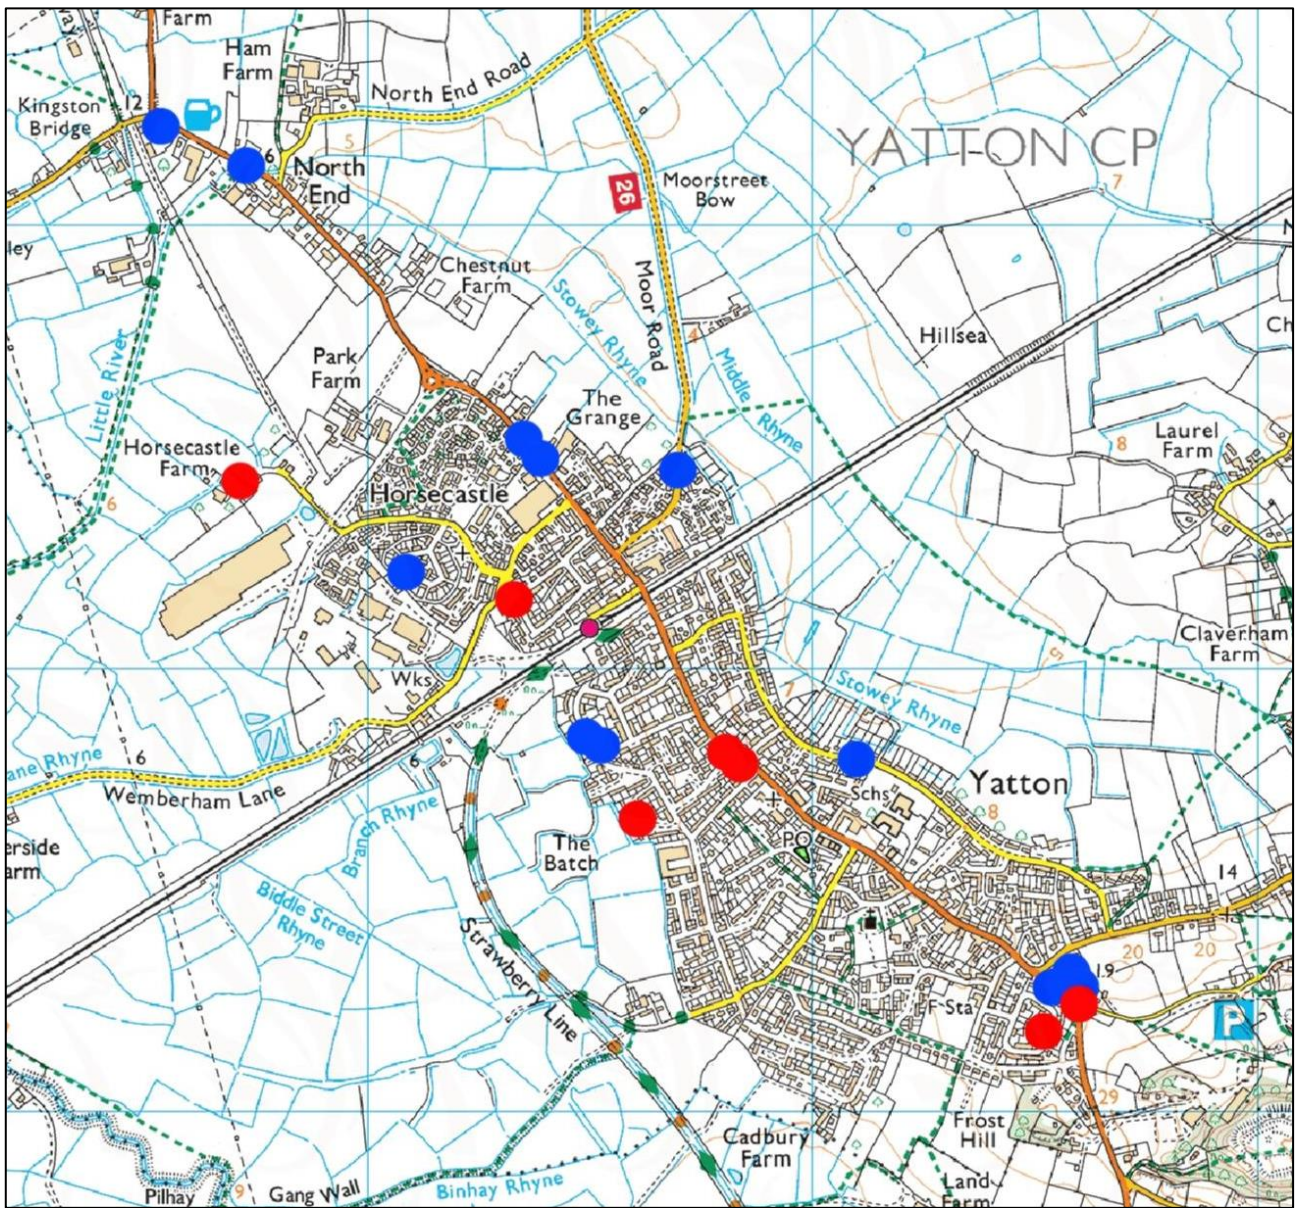 Farm
way
Ham
Farm
North End Road
Kingston
Bridge
12
6
5
North
End
YATTON CP
7
26
Moorstreet
Bow
ley
Chestnut
Farm
Stowey Rhyne
Moor Road
4
Middle Rhyne
Hillsea
Ch
Little River
Park
Farm
The
Grange
Horsecastle
Farm
Horsecastle
6
8
Laurel
Farm
Claverham
Farm
5
Wks
7
Stowey Rhyne
ane Rhyne
6
6
Wemberham Lane
Branch Rhyne
Schs
Yatton
8
PO
The
Batch
erside
arm
Biddle Street
Rhyne
14
Strawberry Line
20
20
19
F Sta
P
29
Frost
Hill
Cadbury
Farm
Land
Farm
Pilhay
9
Gang Wall
Binhay Rhyne